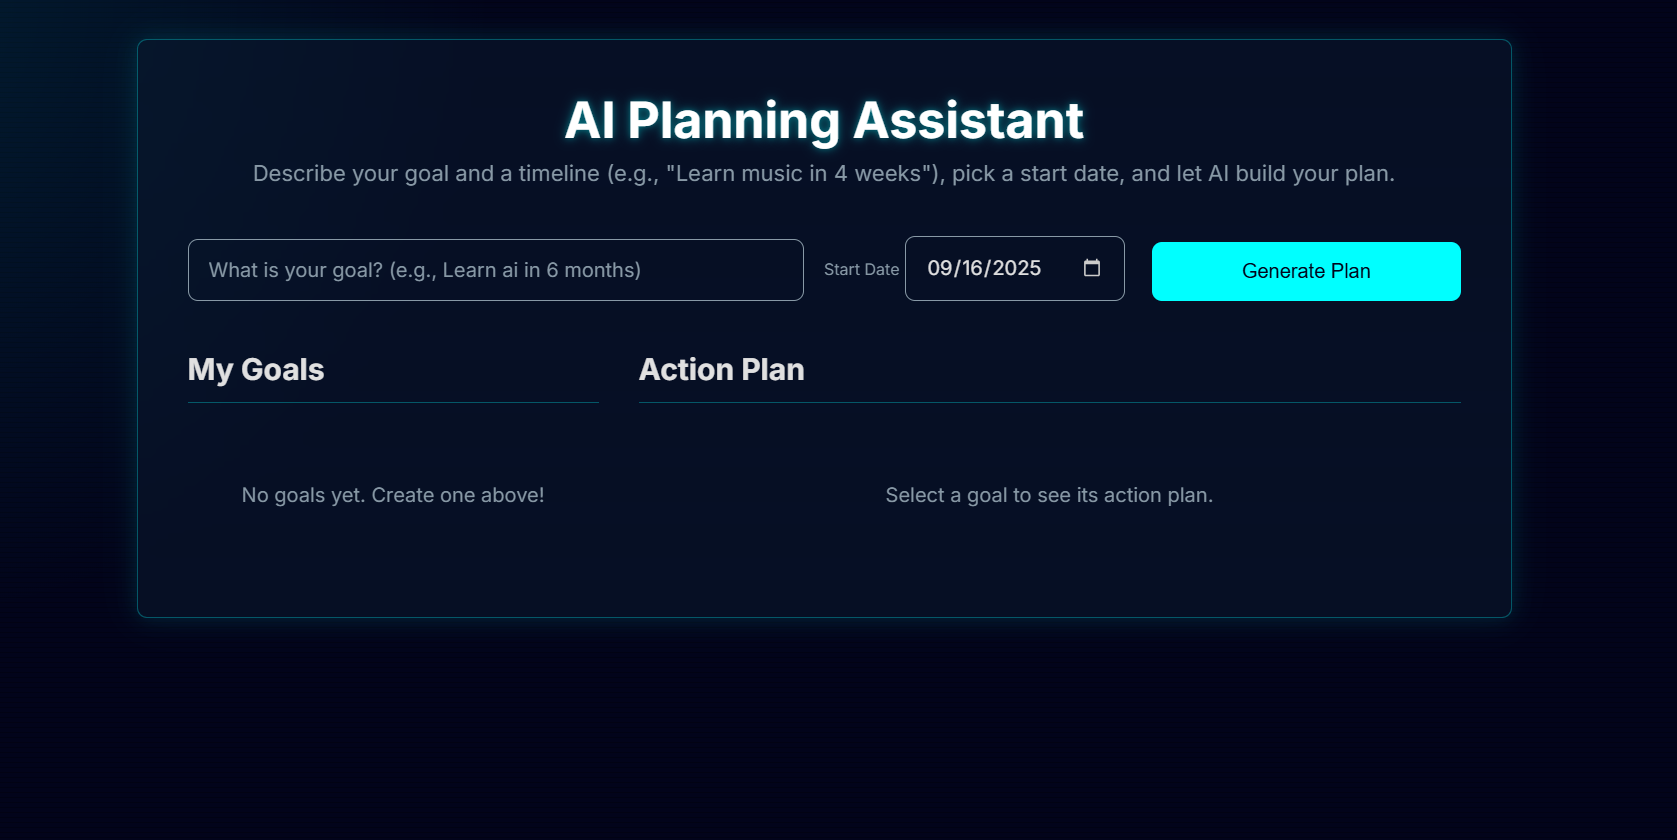 AI Planning Assistant
Describe your goal and a timeline (e.g., "Learn music in 4 weeks"), pick a start date, and let AI build your plan.
What is your goal? (e.g., Learn ai in 6 months)
Start Date
09/16/2025
Generate Plan
My Goals
Action Plan
No goals yet. Create one above!
Select a goal to see its action plan.